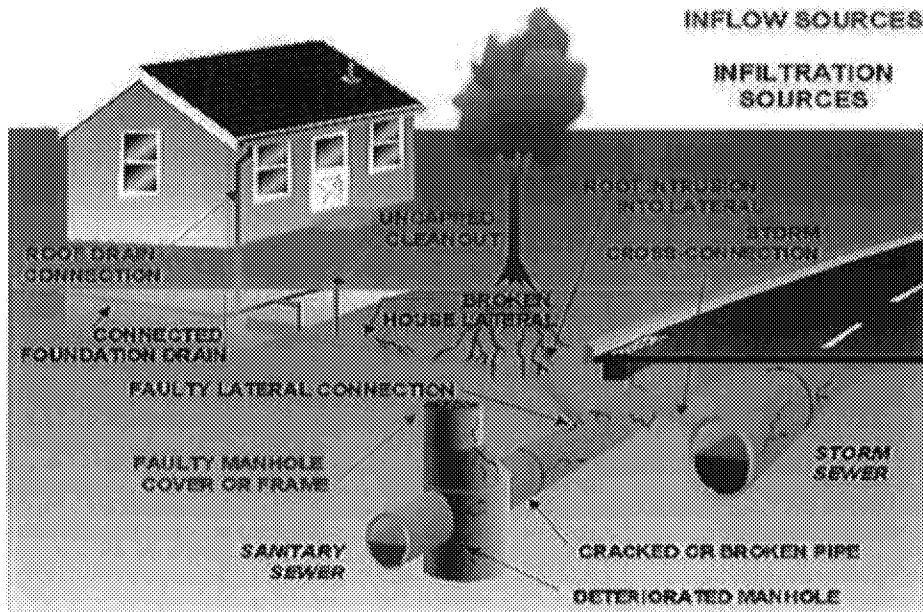 INFLOW SOURCES
INFILTRATION
SOURCES
ROOT INTRUSION
INTO LATERAL
UNCAPPED
CLEANOUT
STORM
CROSS-CONNECTION
ROOF DRAIN
CONNECTION
BROKEN
HOUSE LATERAL
CONNECTED
FOUNDATION DRAIN
FAULTY LATERAL CONNECTION
FAULTY MANHOLE
COVER OR FRAME
STORM
SEWER
SANITARY
SEWER
CRACKED OR BROKEN PIPE
DETERIORATED MANHOLE